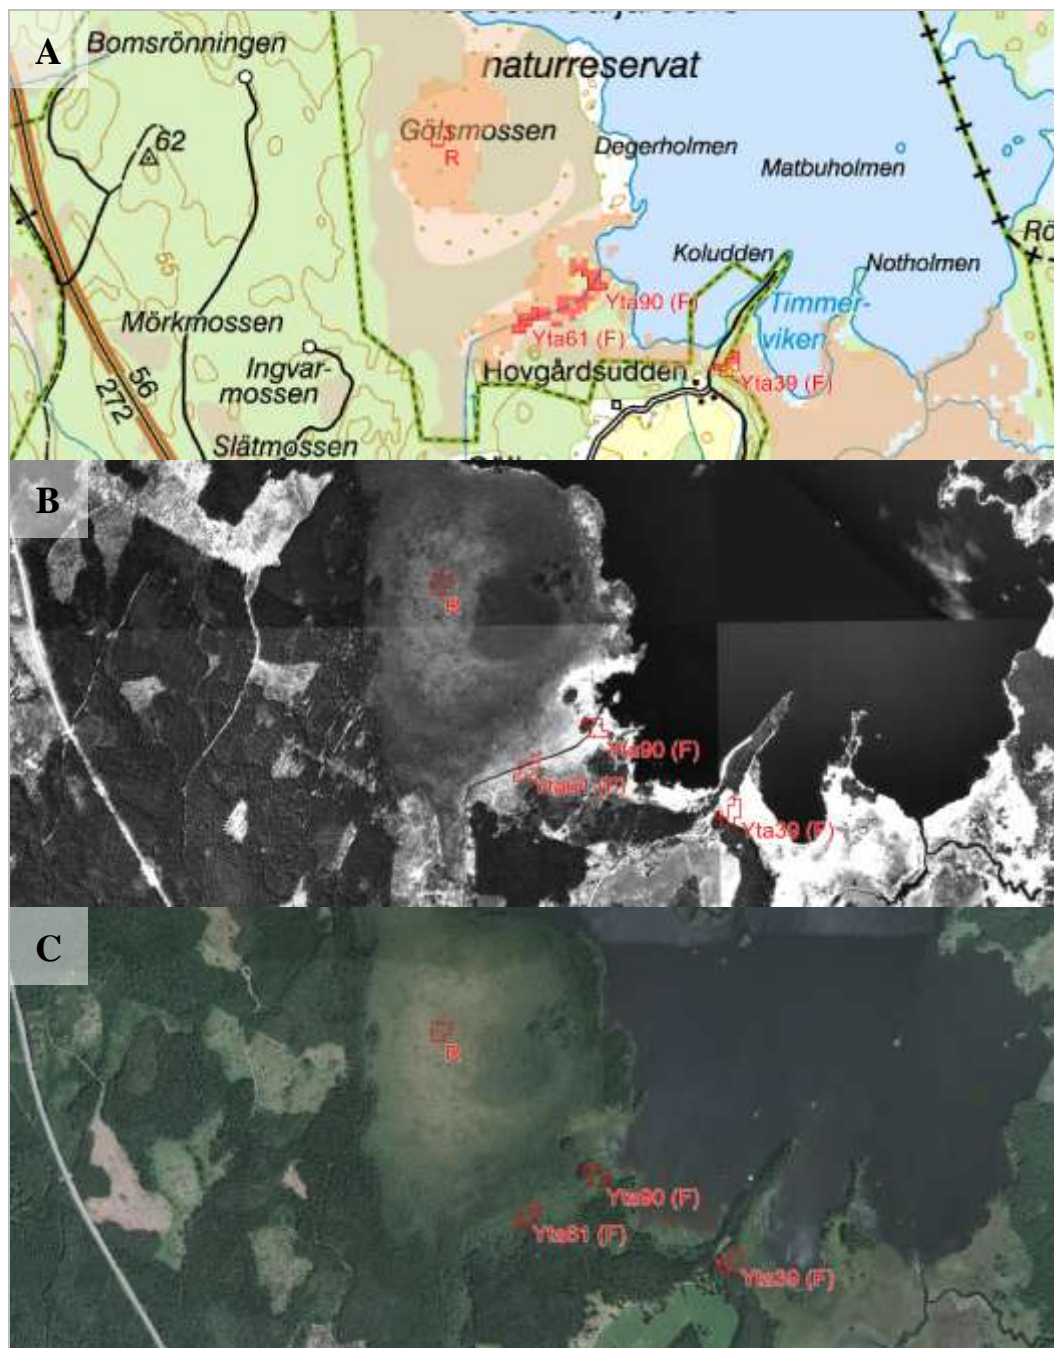 A
Bomsrönningen
naturreservat
62
Gölsmossen
R
Degerholmen
Matbuholmen
55
Koludden
Rö
Notholmen
Yta90 (F)
Timmer-
viken
Mörkmossen
Yta61 (F)
56
272
Ingvar-
mossen
Hovgårdsudden
Yta39 (F)
Slätmossen
B
R
Yta90 (F)
Yta61 (F)
Yta39 (F)
C
R
Yta90 (F)
Yta61 (F)
Yta39 (F)